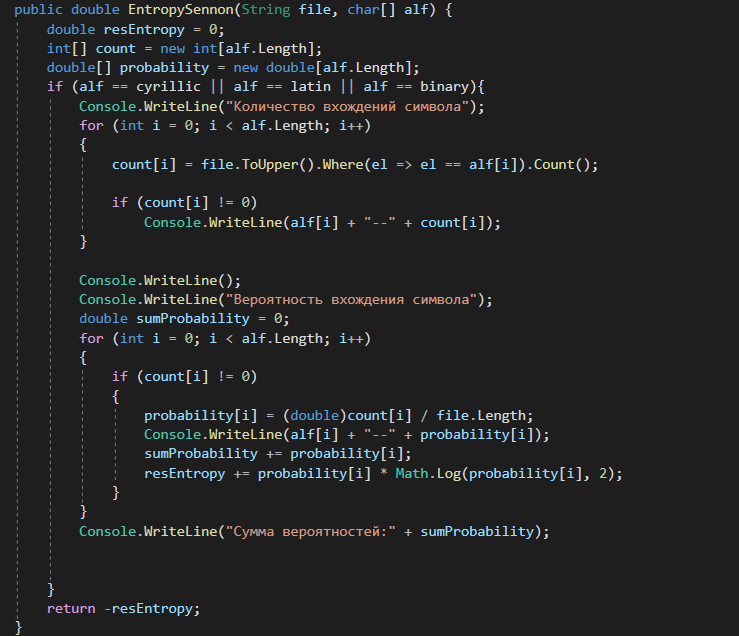 public double EntropySennon(String file, char[] alf) {
double resEntropy = 0;
int[] count = new int[alf.Length];
double[] probability = new double[alf.Length];
if (alf == cyrillic || alf == latin || alf == binary){
Console.WriteLine("Количество вхождений символа");
for (int i = 0; i < alf.Length; i++)
{
count[i] = file.ToUpper().Where(el => el == alf[i]).Count();
if (count[i] != 0)
Console.WriteLine(alf[i] + "--" + count[i]);
}
Console.WriteLine();
Console.WriteLine("Вероятность вхождения символа");
double sumProbability = 0;
for (int i = 0; i < alf.Length; i++)
{
if (count[i] != 0)
{
probability[i] = (double)count[i] / file.Length;
Console.WriteLine(alf[i] + "--" + probability[i]);
sumProbability += probability[i];
resEntropy += probability[i] * Math.Log(probability[i], 2);
}
}
Console.WriteLine("Сумма вероятностей:" + sumProbability);
}
return -resEntropy;
}